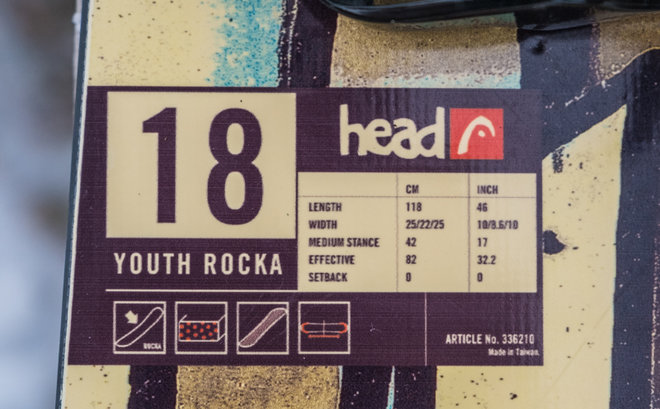 18
head
YOUTH ROCKA
CM INCH
LENGTH 118 46
WIDTH 25/22/25 10/8.6/10
MEDIUM STANCE 42 17
EFFECTIVE 82 32.2
SETBACK 0 0
ROCKA
ARTICLE No. 336210
Made in Taiwan.